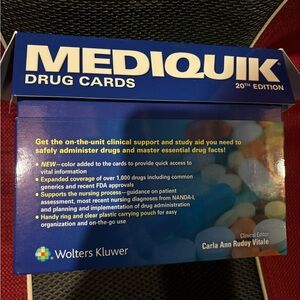 MEDIQUIK
DRUG CARDS
20TH EDITION
Get the on-the-unit clinical support and study aid you need to
safely administer drugs and master essential drug facts!
• NEW—color added to the cards to provide quick access to
vital information
• Expanded coverage of over 1,000 drugs including common
generics and recent FDA approvals
• Supports the nursing process—guidance on patient
assessment, most recent nursing diagnoses from NANDA-I,
and planning and implementation of drug administration
• Handy ring and clear plastic carrying pouch for easy
organization and on-the-go use
Clinical Editor
Carla Ann Rudoy Vitale
Wolters Kluwer